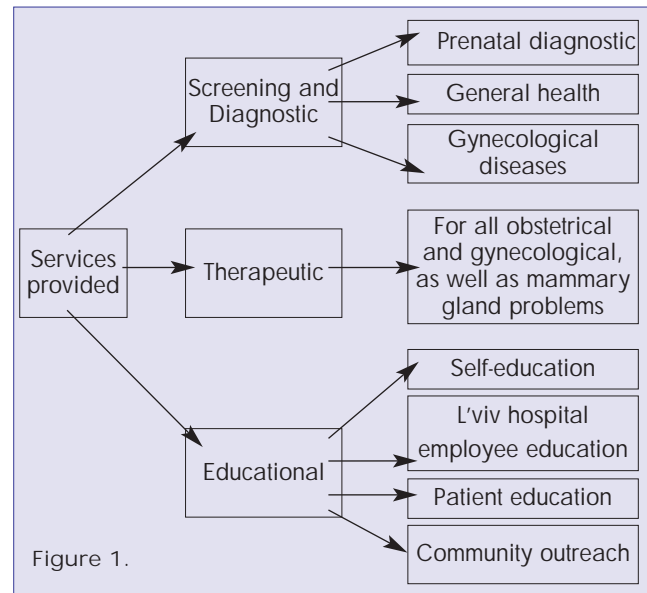 Prenatal diagnostic
Screening and
Diagnostic
General health
Gynecological
diseases
Services
provided
Therapeutic
For all obstetrical
and gynecological,
as well as mammary
gland problems
Educational
Self-education
L'viv hospital
employee education
Patient education
Community outreach
Figure 1.